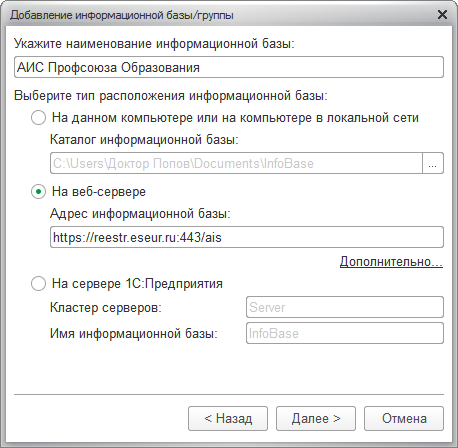 Добавление информационной базы/группы
Укажите наименование информационной базы:
АИС Профсоюза Образования
Выберите тип расположения информационной базы:
На данном компьютере или на компьютере в локальной сети
Каталог информационной базы:
C:\Users\Доктор Попов\Documents\InfoBase ...
На веб-сервере
Адрес информационной базы:
https://reestr.eseur.ru:443/ais
Дополнительно...
На сервере 1С:Предприятия
Кластер серверов: Server
Имя информационной базы: InfoBase
< Назад Далее > Отмена